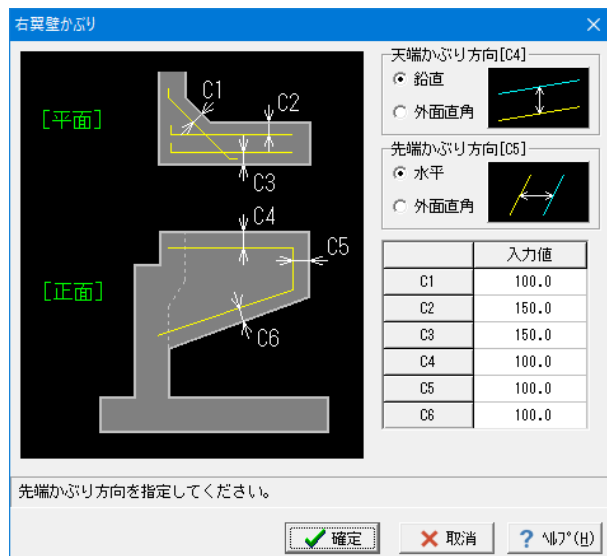 右翼壁かぶり
[平面]
C1
C2
C3
C4
C5
[正面]
C6
天端かぶり方向[C4]
鉛直
外面直角
先端かぶり方向[C5]
水平
外面直角
入力値
C1 100.0
C2 150.0
C3 150.0
C4 100.0
C5 100.0
C6 100.0
先端かぶり方向を指定してください。
確定
取消
? ﾍﾙﾌﾟ(H)